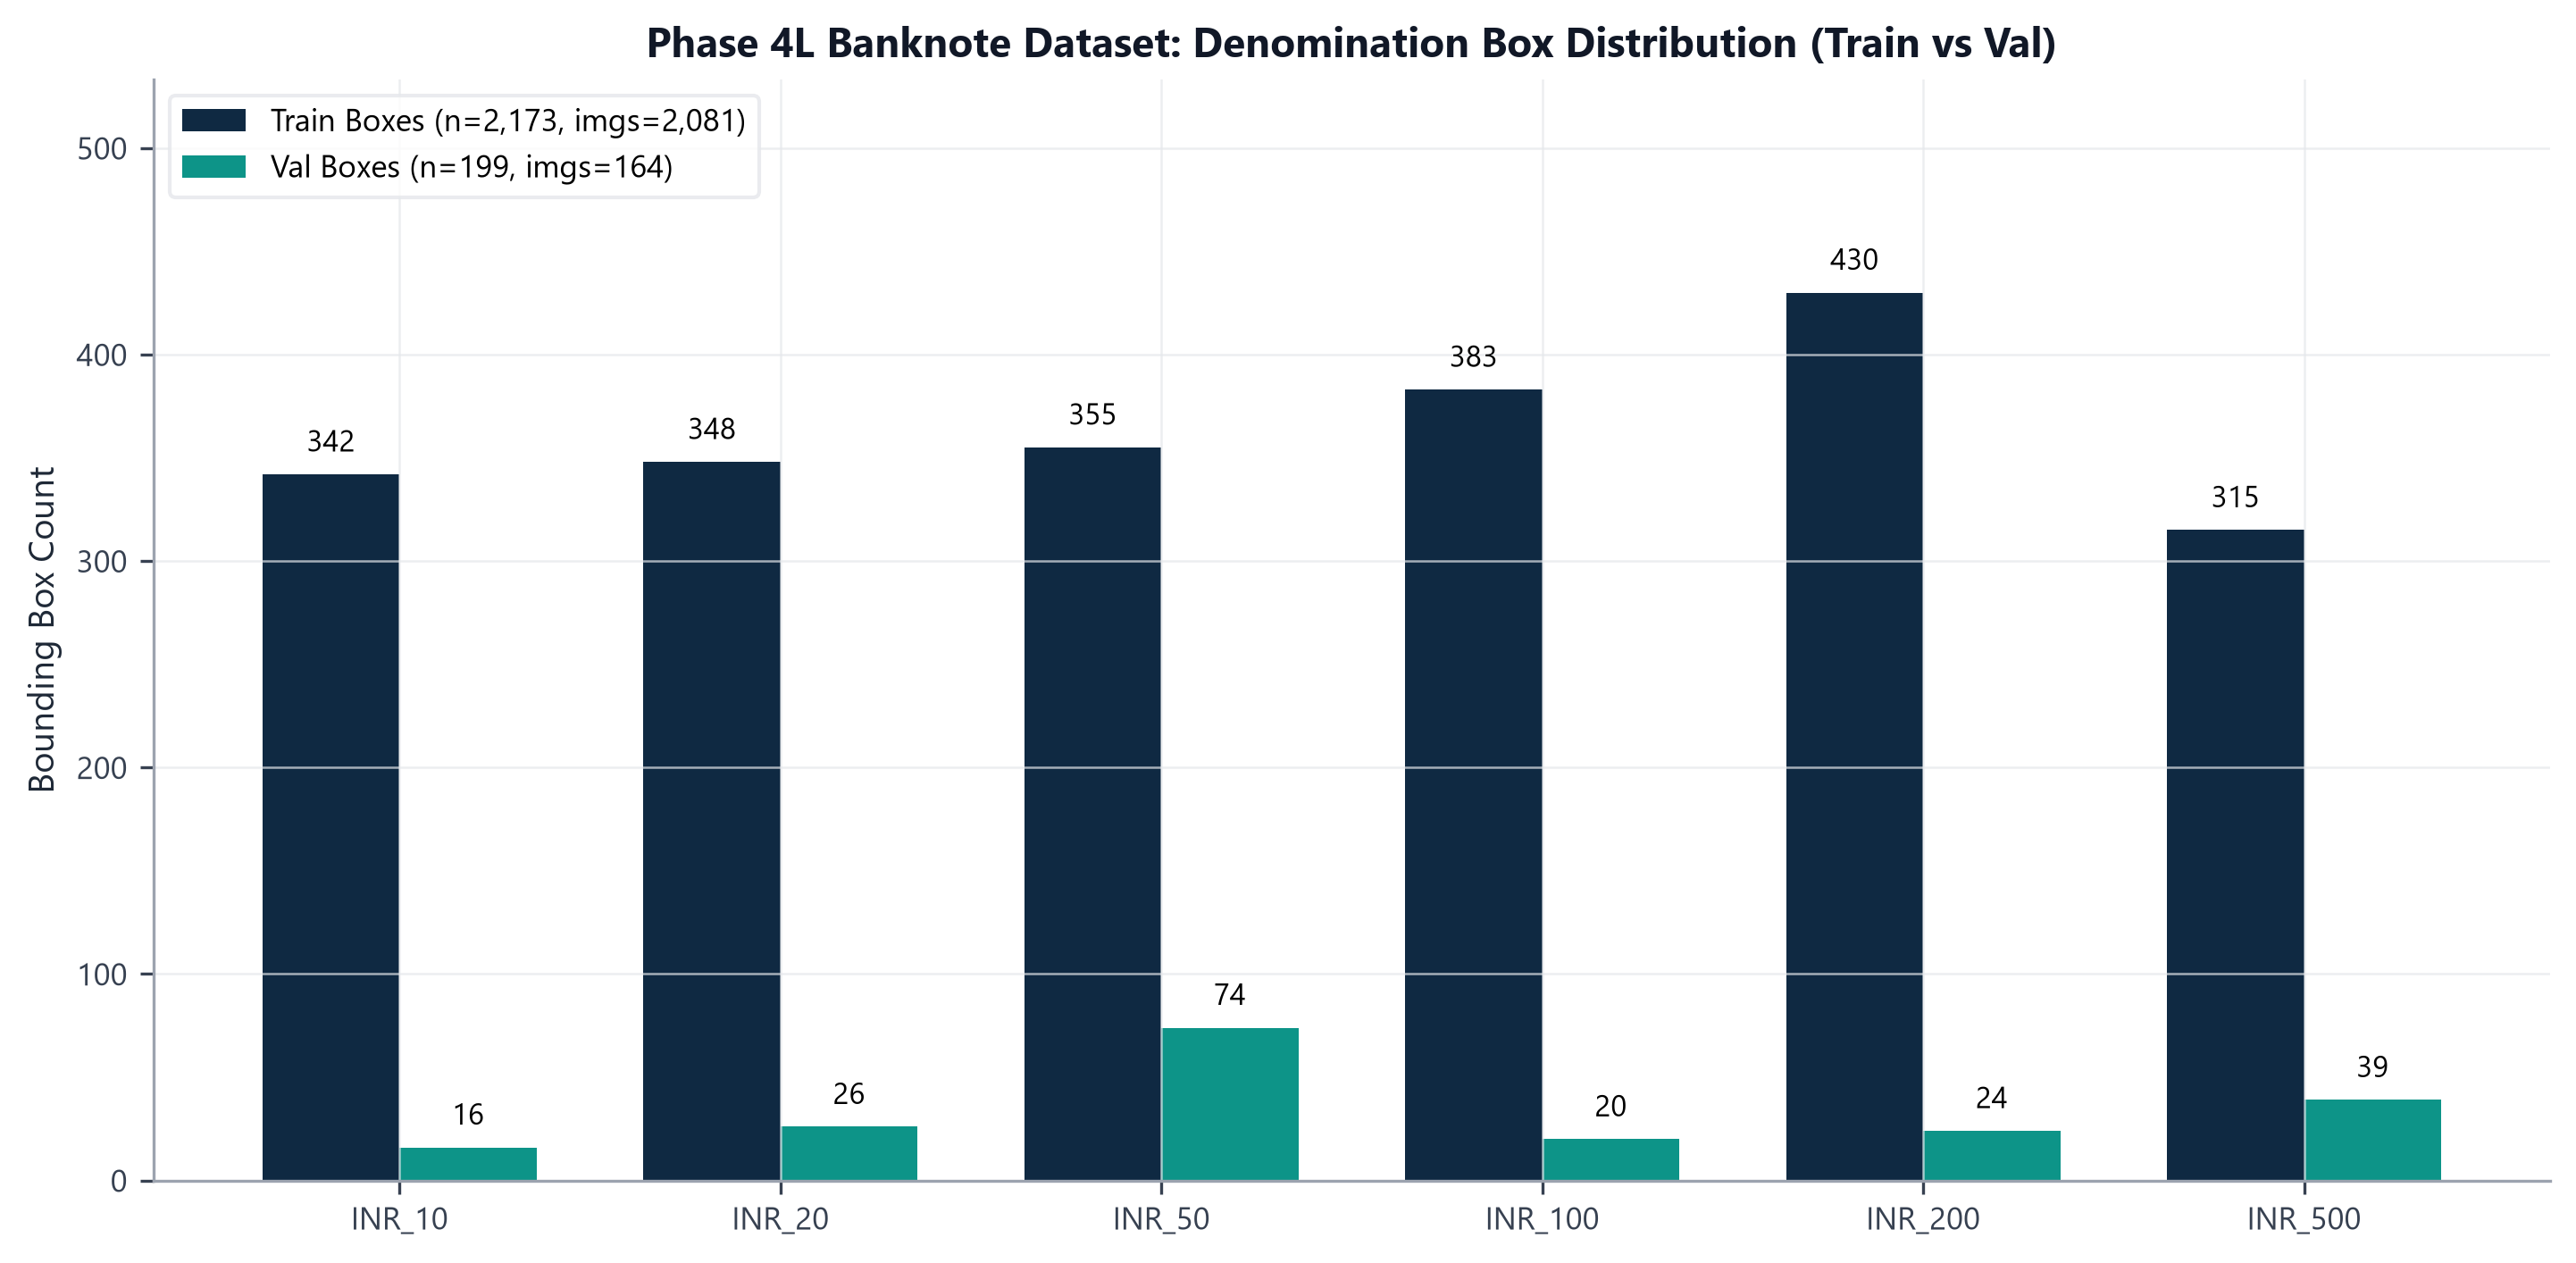 Phase 4L Banknote Dataset: Denomination Box Distribution (Train vs Val)
Train Boxes (n=2,173, imgs=2,081)
Val Boxes (n=199, imgs=164)
Bounding Box Count
500
400
300
200
100
0
342
16
348
26
355
74
383
20
430
24
315
39
INR_10
INR_20
INR_50
INR_100
INR_200
INR_500